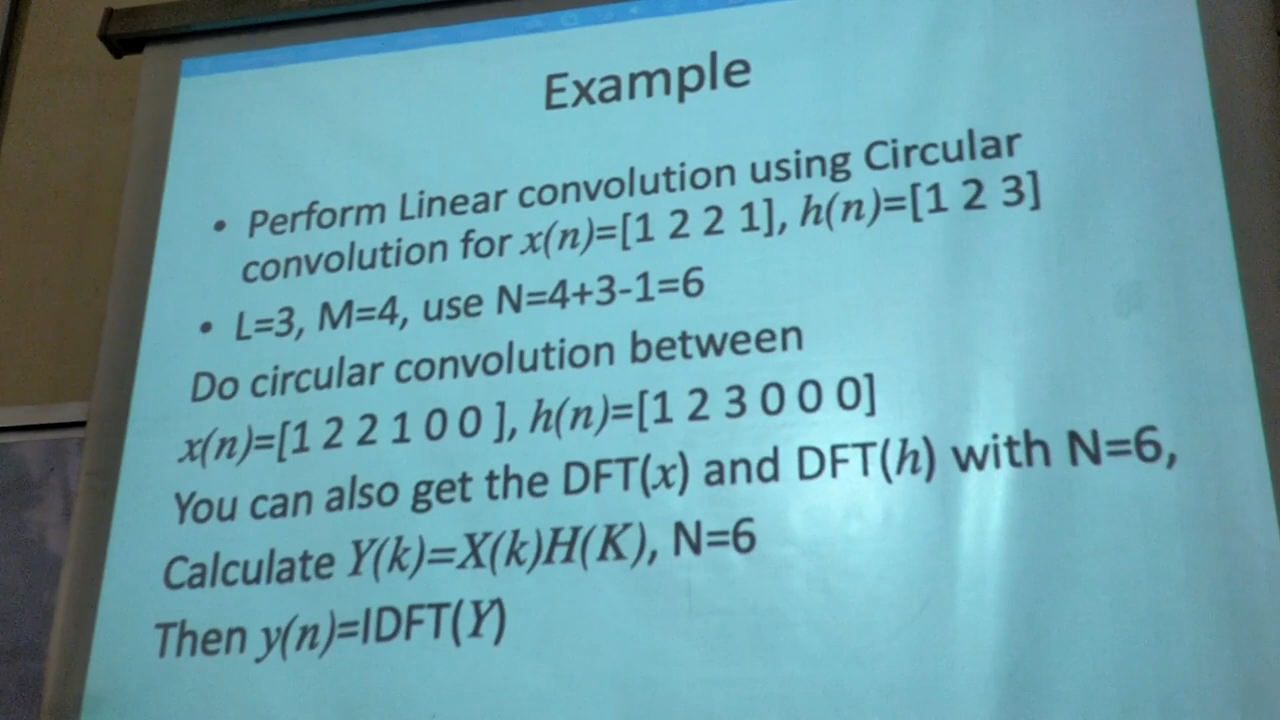 Example
• Perform Linear convolution using Circular
convolution for x(n)=[1 2 2 1], h(n)=[1 2 3]
• L=3, M=4, use N=4+3-1=6
Do circular convolution between
x(n)=[1 2 2 1 0 0 ], h(n)=[1 2 3 0 0 0]
You can also get the DFT(x) and DFT(h) with N=6,
Calculate Y(k)=X(k)H(K), N=6
Then y(n)=IDFT(Y)